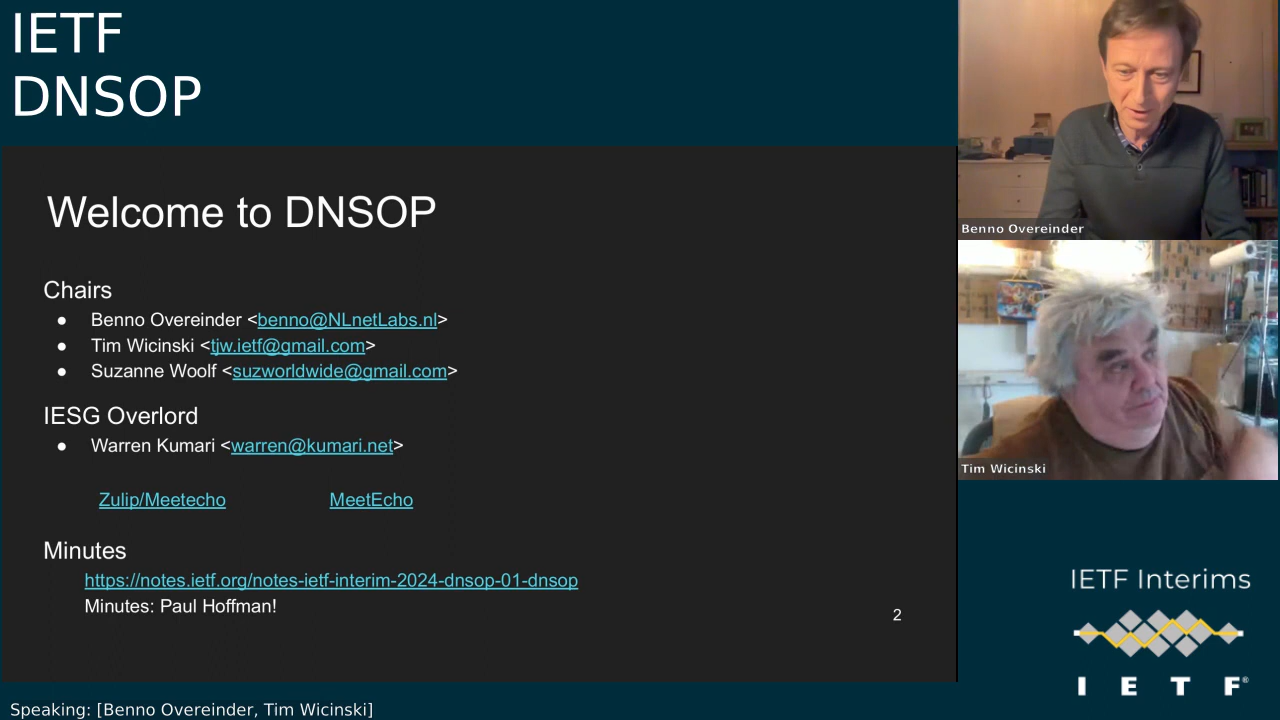 IETF
DNSOP
Welcome to DNSOP
Chairs
● Benno Overeinder <benno@NLnetLabs.nl>
● Tim Wicinski <tjw.ietf@gmail.com>
● Suzanne Woolf <suzworldwide@gmail.com>
IESG Overlord
● Warren Kumari <warren@kumari.net>
Zulip/Meetecho MeetEcho
Minutes
https://notes.ietf.org/notes-ietf-interim-2024-dnsop-01-dnsop
Minutes: Paul Hoffman!
2
Benno Overeinder
Tim Wicinski
IETF Interims
I E T F®
Speaking: [Benno Overeinder, Tim Wicinski]